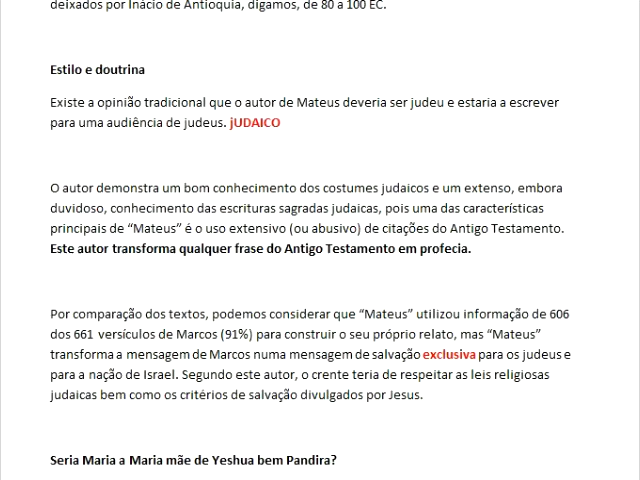 deixados por Inácio de Antioquia, digamos, de 80 a 100 EC.
Estilo e doutrina
Existe a opinião tradicional que o autor de Mateus deveria ser judeu e estaria a escrever
para uma audiência de judeus. jUDAICO
O autor demonstra um bom conhecimento dos costumes judaicos e um extenso, embora
duvidoso, conhecimento das escrituras sagradas judaicas, pois uma das características
principais de “Mateus” é o uso extensivo (ou abusivo) de citações do Antigo Testamento.
Este autor transforma qualquer frase do Antigo Testamento em profecia.
Por comparação dos textos, podemos considerar que “Mateus” utilizou informação de 606
dos 661 versículos de Marcos (91%) para construir o seu próprio relato, mas “Mateus”
transforma a mensagem de Marcos numa mensagem de salvação exclusiva para os judeus e
para a nação de Israel. Segundo este autor, o crente teria de respeitar as leis religiosas
judaicas bem como os critérios de salvação divulgados por Jesus.
Seria Maria a Maria mãe de Yeshua bem Pandira?